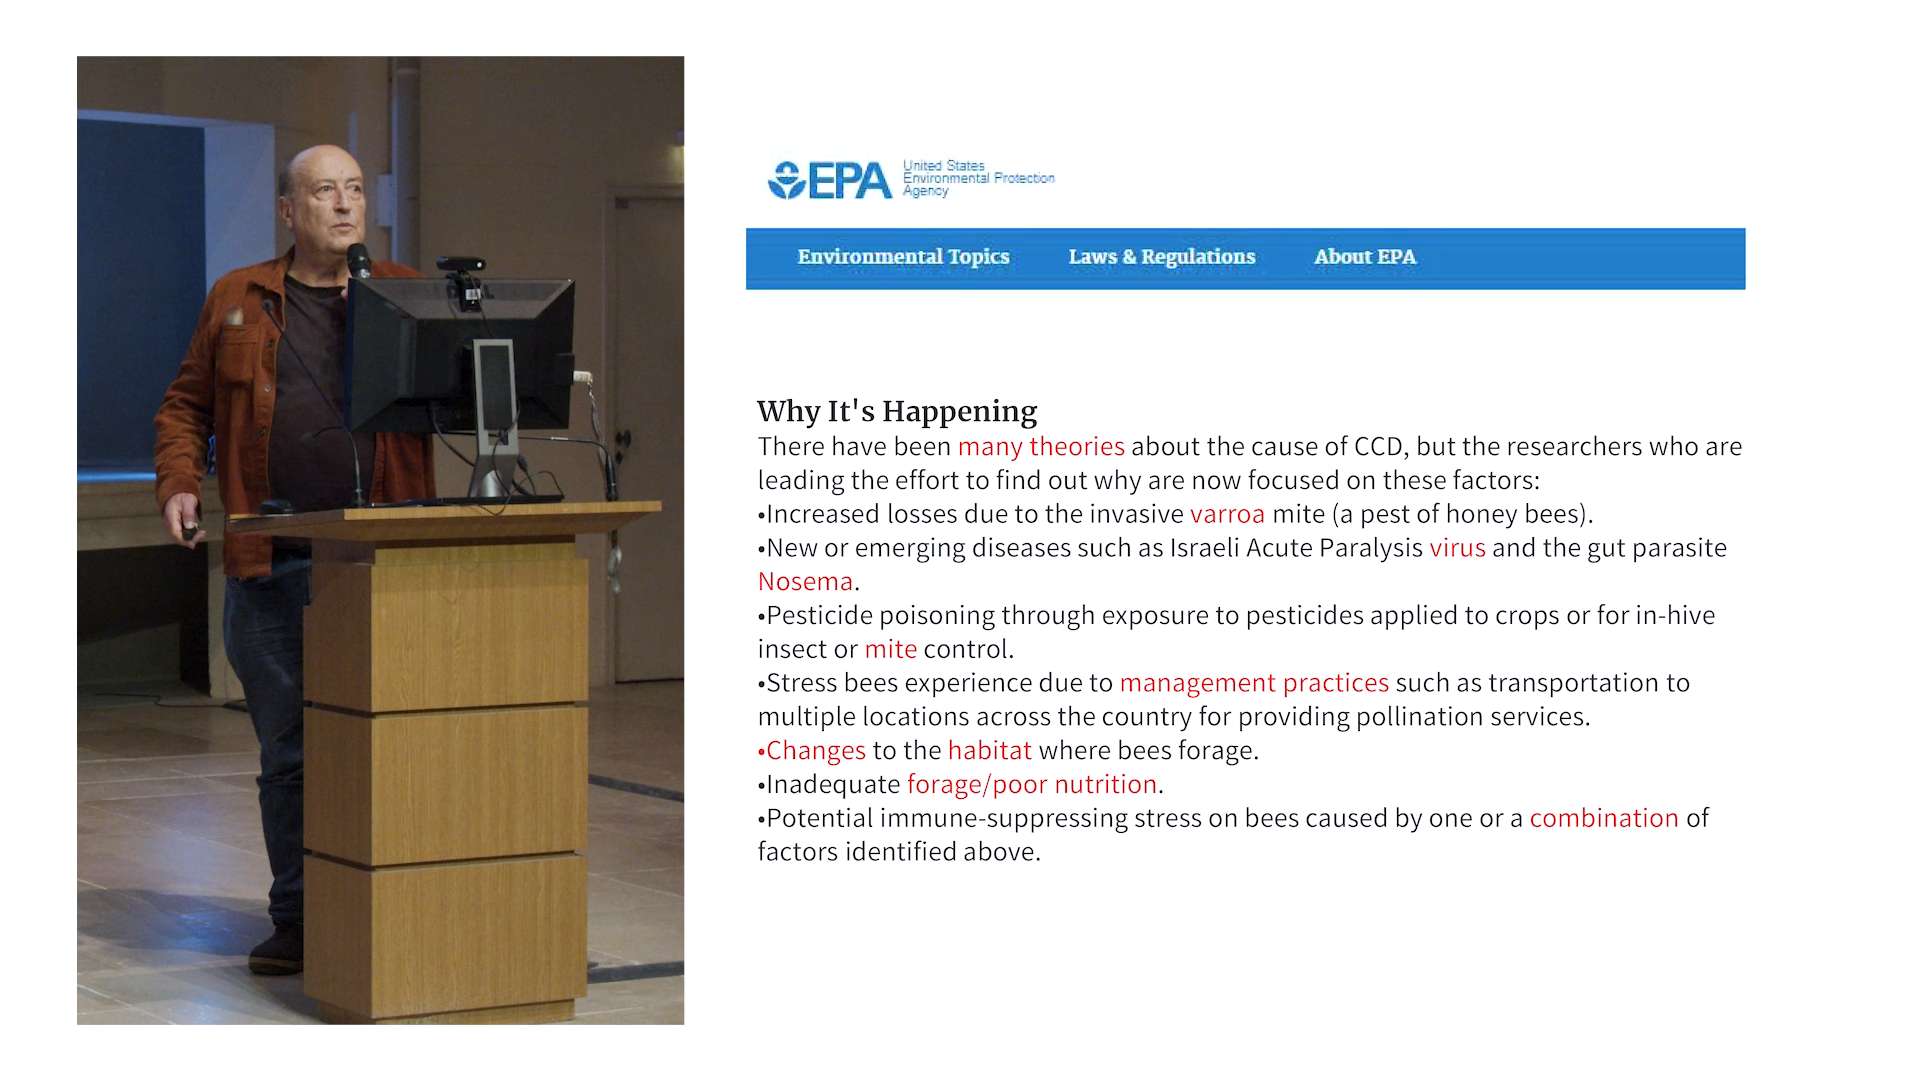 EPA
United States
Environmental Protection
Agency
Environmental Topics
Laws & Regulations
About EPA
Why It's Happening
There have been many theories about the cause of CCD, but the researchers who are
leading the effort to find out why are now focused on these factors:
•Increased losses due to the invasive varroa mite (a pest of honey bees).
•New or emerging diseases such as Israeli Acute Paralysis virus and the gut parasite
Nosema.
•Pesticide poisoning through exposure to pesticides applied to crops or for in-hive
insect or mite control.
•Stress bees experience due to management practices such as transportation to
multiple locations across the country for providing pollination services.
•Changes to the habitat where bees forage.
•Inadequate forage/poor nutrition.
•Potential immune-suppressing stress on bees caused by one or a combination of
factors identified above.